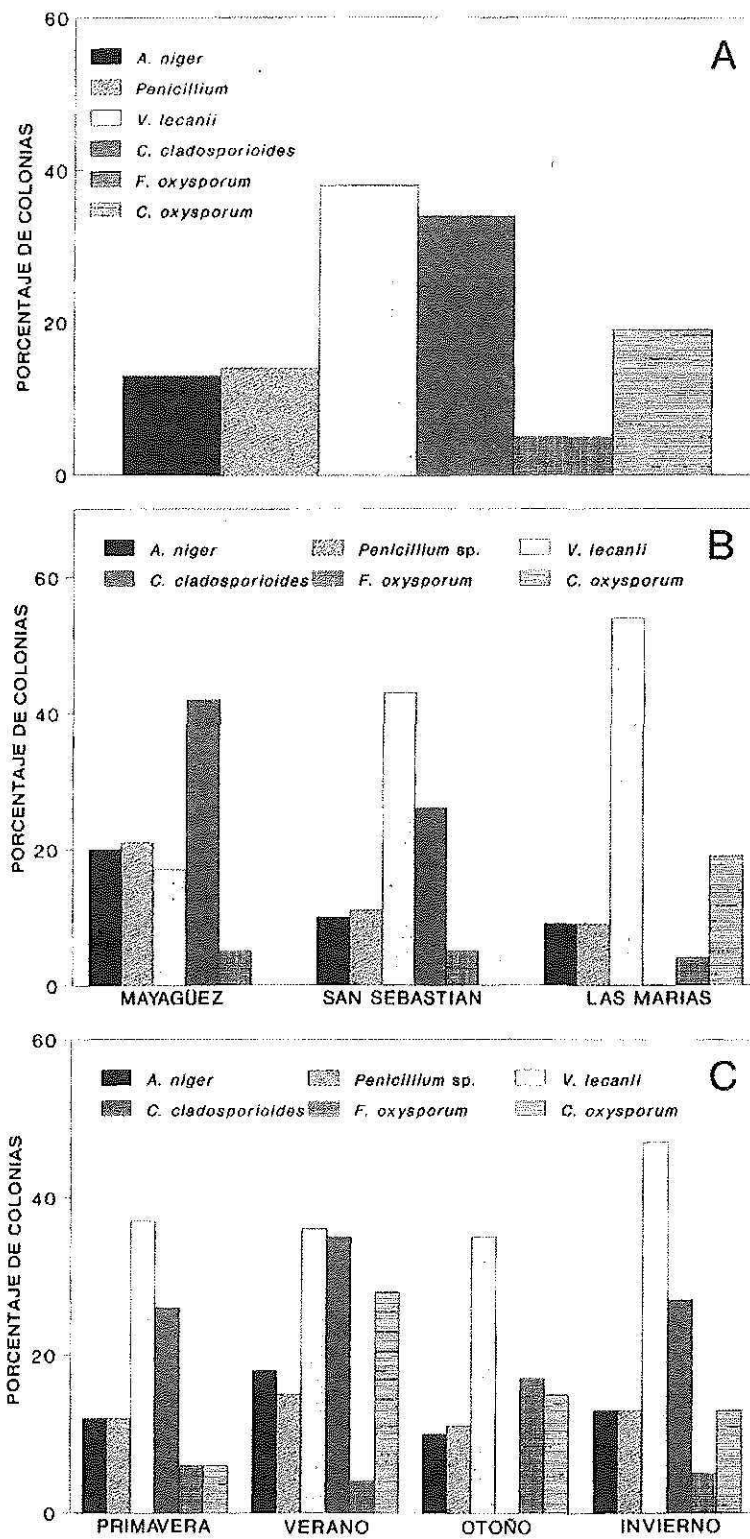 A
60
40
20
0
PORCENTAJE DE COLONIAS
A. niger
Penicillium
V. lecanii
C. cladosporioides
F. oxysporum
C. oxysporum
B
60
40
20
0
PORCENTAJE DE COLONIAS
A. niger Penicillium sp. V. lecanii
C. cladosporioides F. oxysporum C. oxysporum
MAYAGÜEZ SAN SEBASTIAN LAS MARIAS
C
60
40
20
0
PORCENTAJE DE COLONIAS
A. niger Penicillium sp. V. lecanii
C. cladosporioides F. oxysporum C. oxysporum
PRIMAVERA VERANO OTOÑO INVIERNO